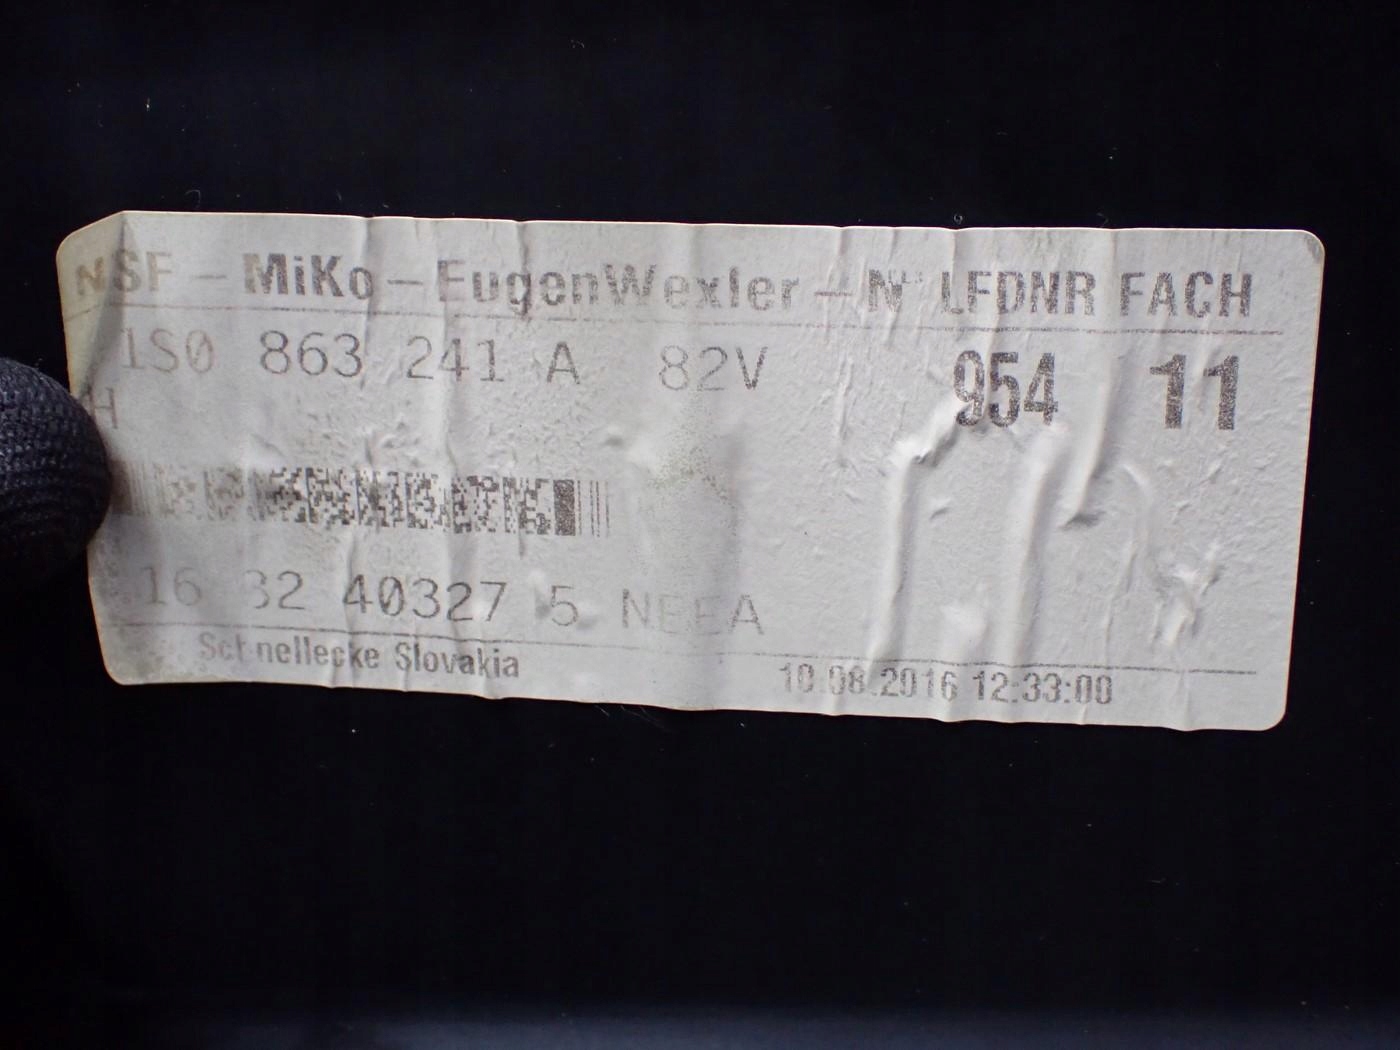 NSF – MiKo – EugenWexler – N LFDNR FACH
1S0 863 241 A 82V 954 11
H
16 32 40327 5 NEEA
Schnellecke Slovakia 10.08.2016 12:33:00